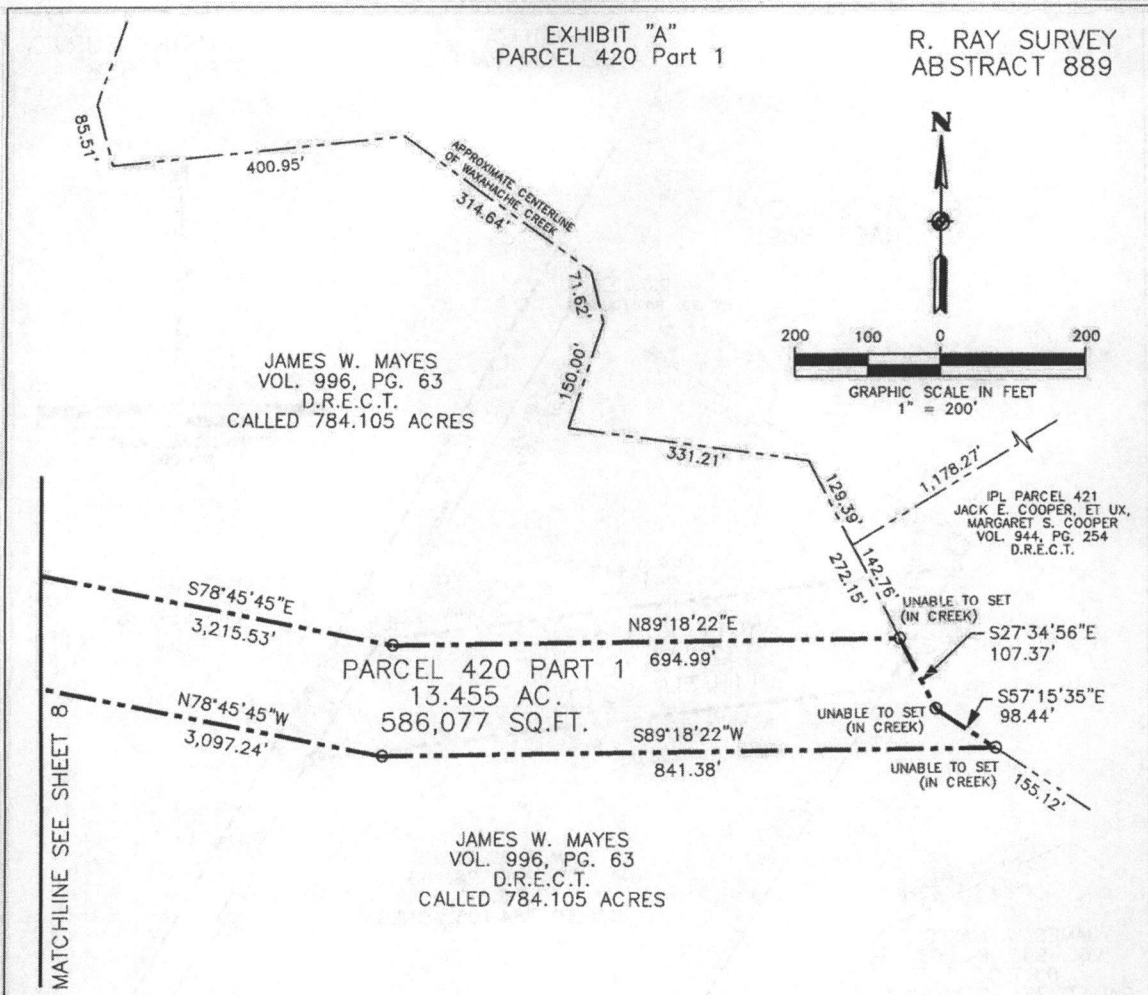 EXHIBIT "A"
PARCEL 420 Part 1
R. RAY SURVEY
ABSTRACT 889
N
85.51'
400.95'
APPROXIMATE CENTERLINE
OF WAXAHACHIE CREEK
314.64'
71.62'
150.00'
200 100 0 200
GRAPHIC SCALE IN FEET
1" = 200'
JAMES W. MAYES
VOL. 996, PG. 63
D.R.E.C.T.
CALLED 784.105 ACRES
331.21'
129.39'
1,178.27'
IPL PARCEL 421
JACK E. COOPER, ET UX,
MARGARET S. COOPER
VOL. 944, PG. 254
D.R.E.C.T.
142.76'
272.15'
UNABLE TO SET
(IN CREEK)
S78°45'45"E
3,215.53'
N89°18'22"E
694.99'
S27°34'56"E
107.37'
PARCEL 420 PART 1
13.455 AC.
586,077 SQ.FT.
S57°15'35"E
98.44'
UNABLE TO SET
(IN CREEK)
N78°45'45"W
3,097.24'
S89°18'22"W
841.38'
UNABLE TO SET
(IN CREEK)
155.12'
MATCHLINE SEE SHEET 8
JAMES W. MAYES
VOL. 996, PG. 63
D.R.E.C.T.
CALLED 784.105 ACRES